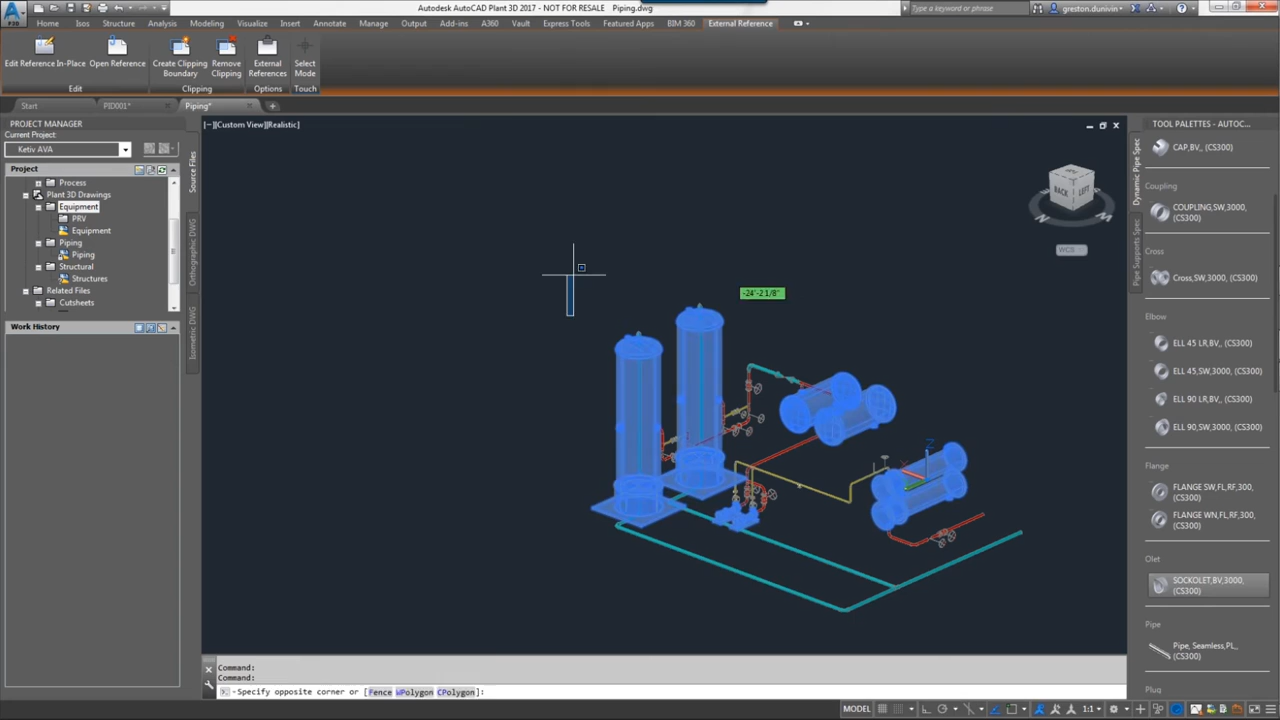 Autodesk AutoCAD Plant 3D 2017 - NOT FOR RESALE Piping.dwg
Type a keyword or phrase
greston.dunivin
P3D
Home Isos Structure Analysis Modeling Visualize Insert Annotate Manage Output Add-ins A360 Vault Express Tools Featured Apps BIM 360 External Reference
Edit Reference In-Place
Open Reference
Create Clipping
Boundary
Remove
Clipping
External
References
Select
Mode
Edit Clipping Options Touch
Start PID001* Piping*
PROJECT MANAGER
Current Project:
Ketiv AVA
Project
Process
Plant 3D Drawings
Equipment
PRV
Equipment
Piping
Piping
Structural
Structures
Related Files
Cutsheets
Work History
Source Files
Orthographic DWG
Isometric DWG
[−][Custom View][Realistic]
BACK LEFT
WCS
-24'-2 1/8"
Z
TOOL PALETTES - AUTOC...
Dynamic Pipe Spec
Pipe Supports Spec
CAP,BV,, (CS300)
Coupling
COUPLING,SW,3000,
(CS300)
Cross
Cross,SW,3000, (CS300)
Elbow
ELL 45 LR,BV,, (CS300)
ELL 45,SW,3000, (CS300)
ELL 90 LR,BV,, (CS300)
ELL 90,SW,3000, (CS300)
Flange
FLANGE SW,FL,RF,300,
(CS300)
FLANGE WN,FL,RF,300,
(CS300)
Olet
SOCKOLET,BV,3000,
(CS300)
Pipe
Pipe, Seamless,PL,,
(CS300)
Plug
Command:
Command:
Specify opposite corner or [Fence WPolygon CPolygon]:
MODEL
1:1